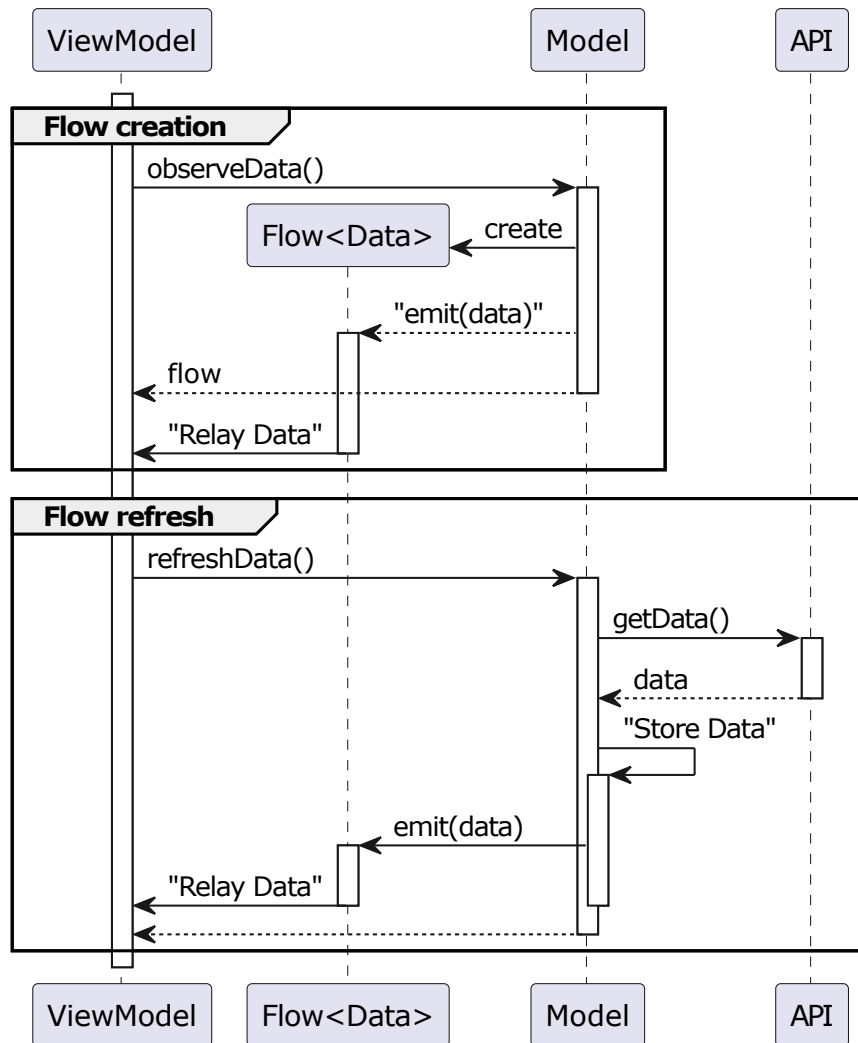 ViewModel
Model
API
Flow creation
observeData()
Flow<Data>
create
"emit(data)"
flow
"Relay Data"
Flow refresh
refreshData()
getData()
data
"Store Data"
emit(data)
"Relay Data"
ViewModel
Flow<Data>
Model
API